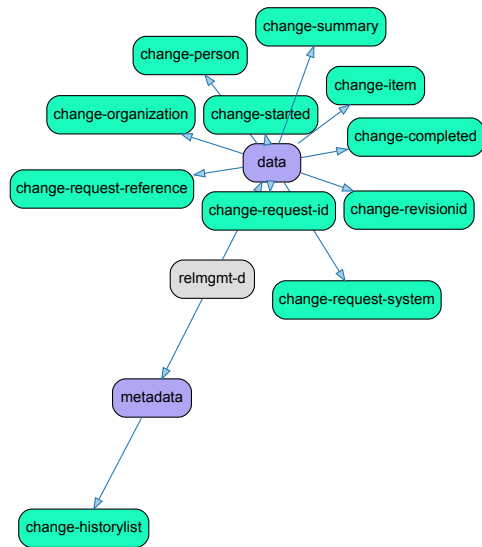 change-summary
change-person
change-item
change-organization
change-started
change-completed
data
change-request-reference
change-request-id
change-revisionid
relmgmt-d
change-request-system
metadata
change-historylist